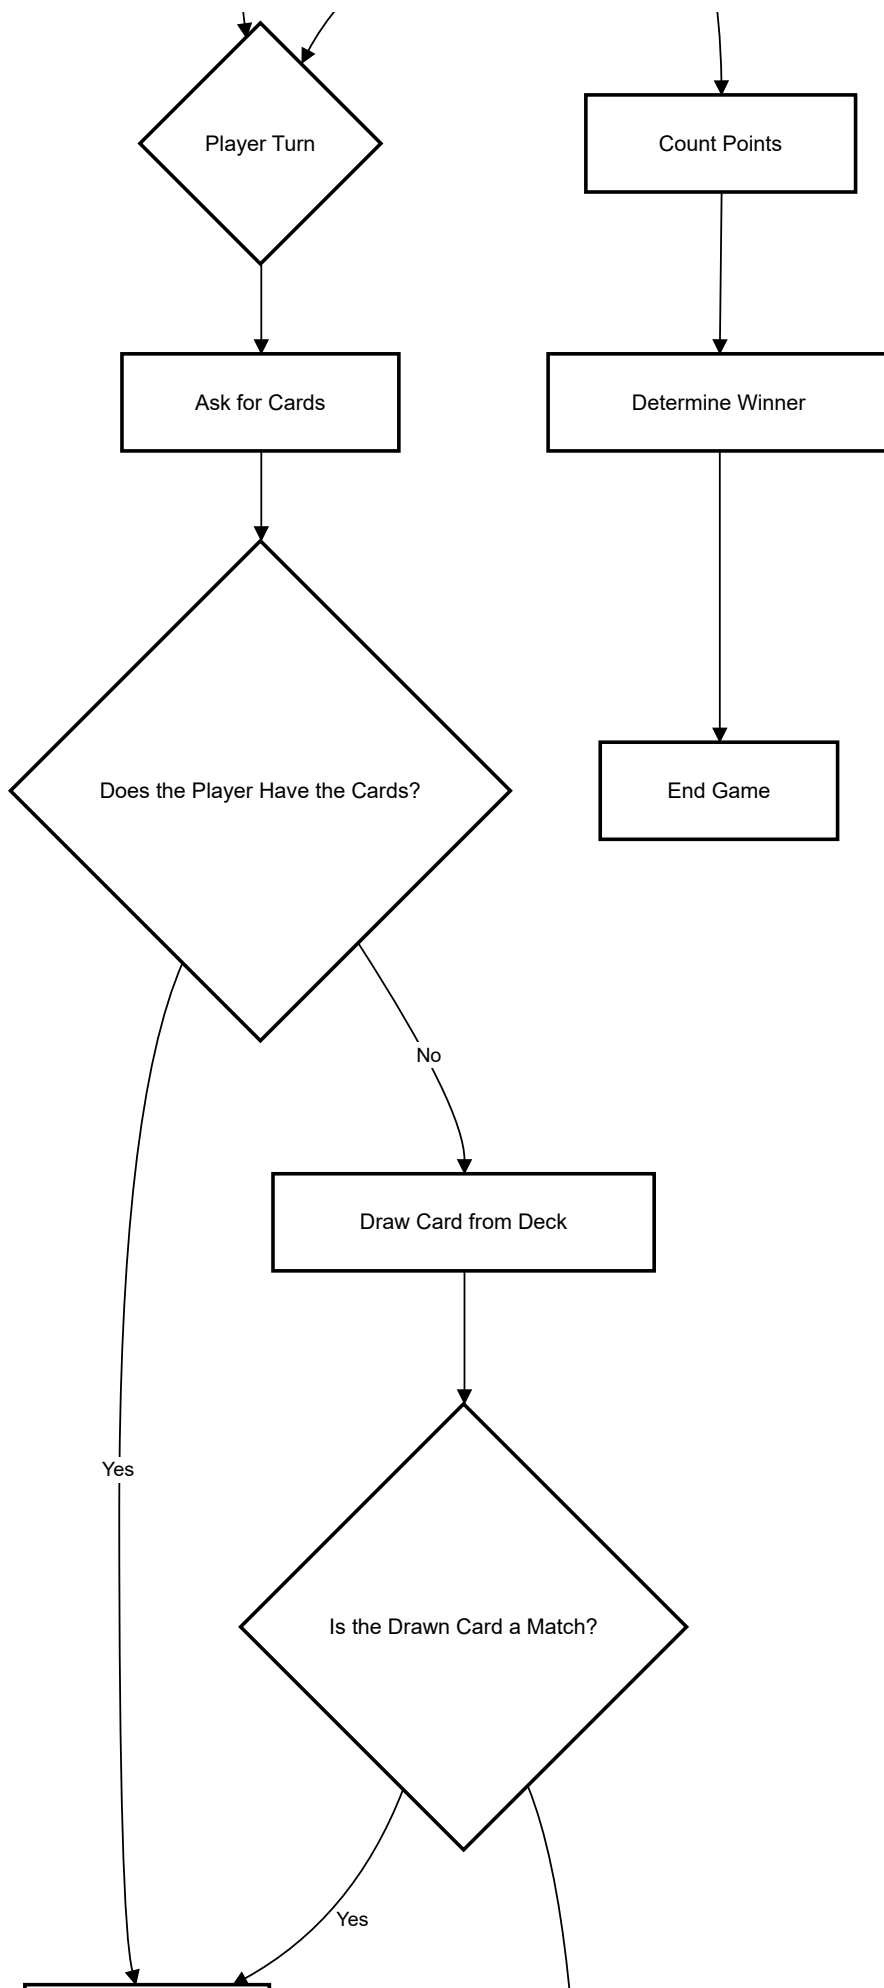 Player Turn
Count Points
Ask for Cards
Determine Winner
Does the Player Have the Cards?
End Game
No
Draw Card from Deck
Yes
Is the Drawn Card a Match?
Yes